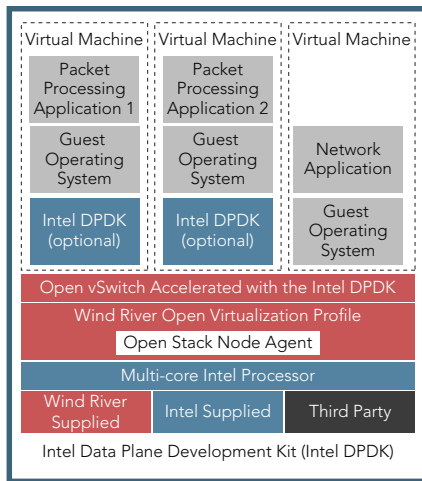 Virtual Machine
Packet
Processing
Application 1
Guest
Operating
System
Intel DPDK
(optional)
Virtual Machine
Packet
Processing
Application 2
Guest
Operating
System
Intel DPDK
(optional)
Virtual Machine
Network
Application
Guest
Operating
System
Open vSwitch Accelerated with the Intel DPDK
Wind River Open Virtualization Profile
Open Stack Node Agent
Multi-core Intel Processor
Wind River
Supplied
Intel Supplied
Third Party
Intel Data Plane Development Kit (Intel DPDK)